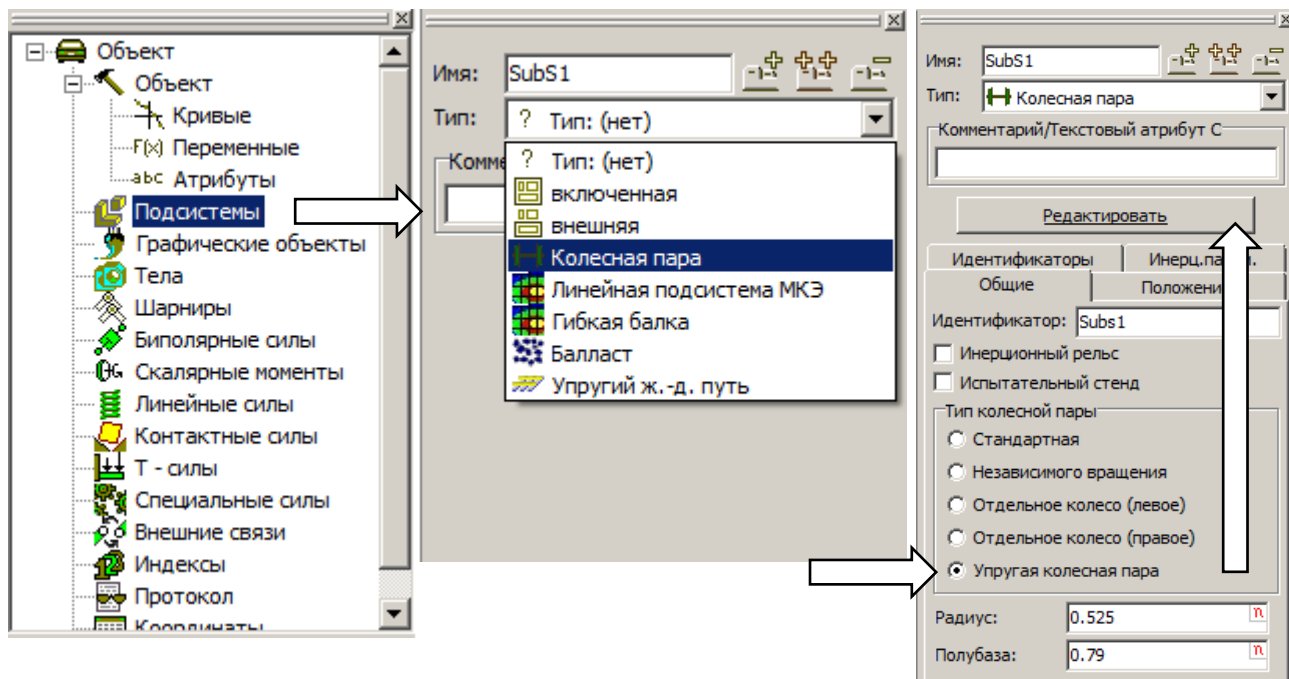 Объект
Объект
Кривые
F(x) Переменные
abc Атрибуты
Подсистемы
Графические объекты
Тела
Шарниры
Биполярные силы
Скалярные моменты
Линейные силы
Контактные силы
Т - силы
Специальные силы
Внешние связи
Индексы
Протокол
Координаты
Имя: SubS1
Тип: ? Тип: (нет)
? Тип: (нет)
включенная
внешняя
Колесная пара
Линейная подсистема МКЭ
Гибкая балка
Балласт
Упругий ж.-д. путь
Имя: SubS1
Тип: Колесная пара
Комментарий/Текстовый атрибут C
Редактировать
Идентификаторы
Общие
Идентификатор: Subs1
Инерционный рельс
Испытательный стенд
Тип колесной пары
Стандартная
Независимого вращения
Отдельное колесо (левое)
Отдельное колесо (правое)
Упругая колесная пара
Радиус: 0.525
Полубаза: 0.79